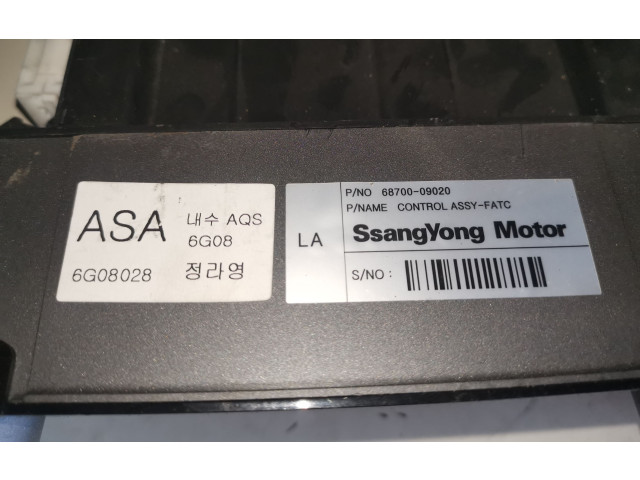 ASA 내수 AQS
6G08
6G08028 정라영
LA
P/NO 68700-09020
P/NAME CONTROL ASSY-FATC
SsangYong Motor
S/NO :